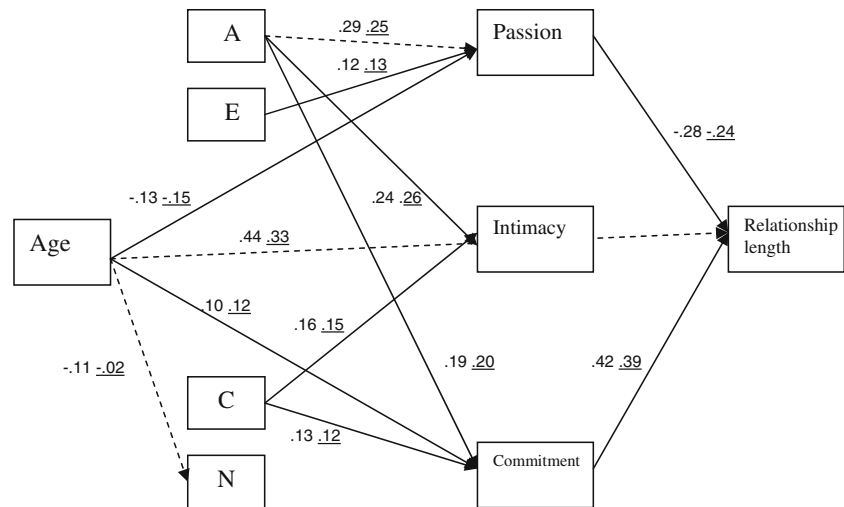 A
.29 .25
Passion
.12 .13
E
-.13 -.15
.24 .26
Age
.44 .33
Intimacy
-.28 -.24
Relationship
length
.10 .12
.16 .15
-.11 -.02
.19 .20
.42 .39
C
.13 .12
Commitment
N